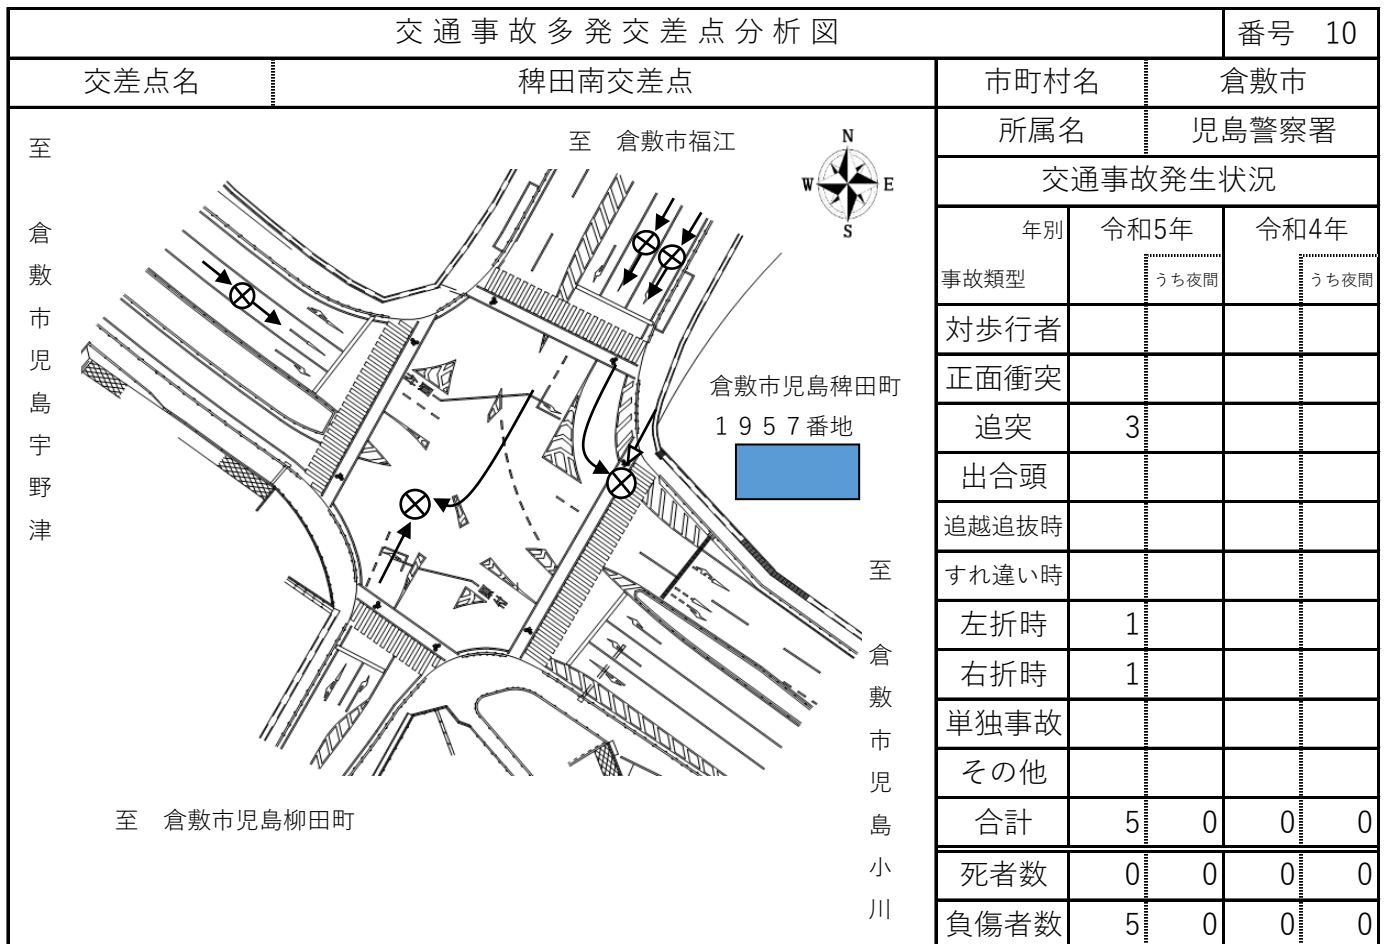 交通事故多発交差点分析図
番号 10
交差点名 稗田南交差点 市町村名 倉敷市
所属名 児島警察署
交通事故発生状況
至 倉敷市児島宇野津
至 倉敷市福江
N
W E
S
倉敷市児島稗田町
1957番地
至 倉敷市児島小川
至 倉敷市児島柳田町
年別 令和5年 令和4年
事故類型 うち夜間 うち夜間
対歩行者
正面衝突
追突 3
出合頭
追越追抜時
すれ違い時
左折時 1
右折時 1
単独事故
その他
合計 5 0 0 0
死者数 0 0 0 0
負傷者数 5 0 0 0